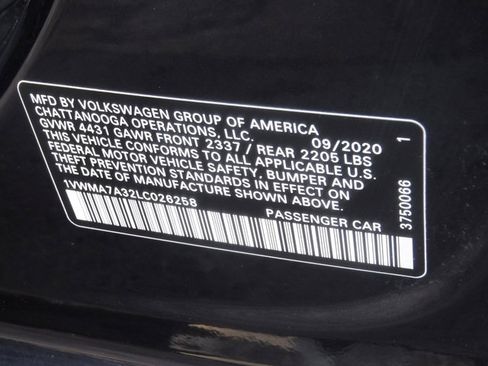 MFD BY VOLKSWAGEN GROUP OF AMERICA
CHATTANOOGA OPERATIONS, LLC. 09/2020
GVWR 4431 GAWR FRONT 2337 / REAR 2205 LBS
THIS VEHICLE CONFORMS TO ALL APPLICABLE U.S.
FEDERAL MOTOR VEHICLE SAFETY, BUMPER AND
THEFT PREVENTION STANDARDS IN EFFECT ON
THE DATE OF MANUFACTURE SHOWN ABOVE.
1VWMA7A32LC026258 PASSENGER CAR
3750066 1